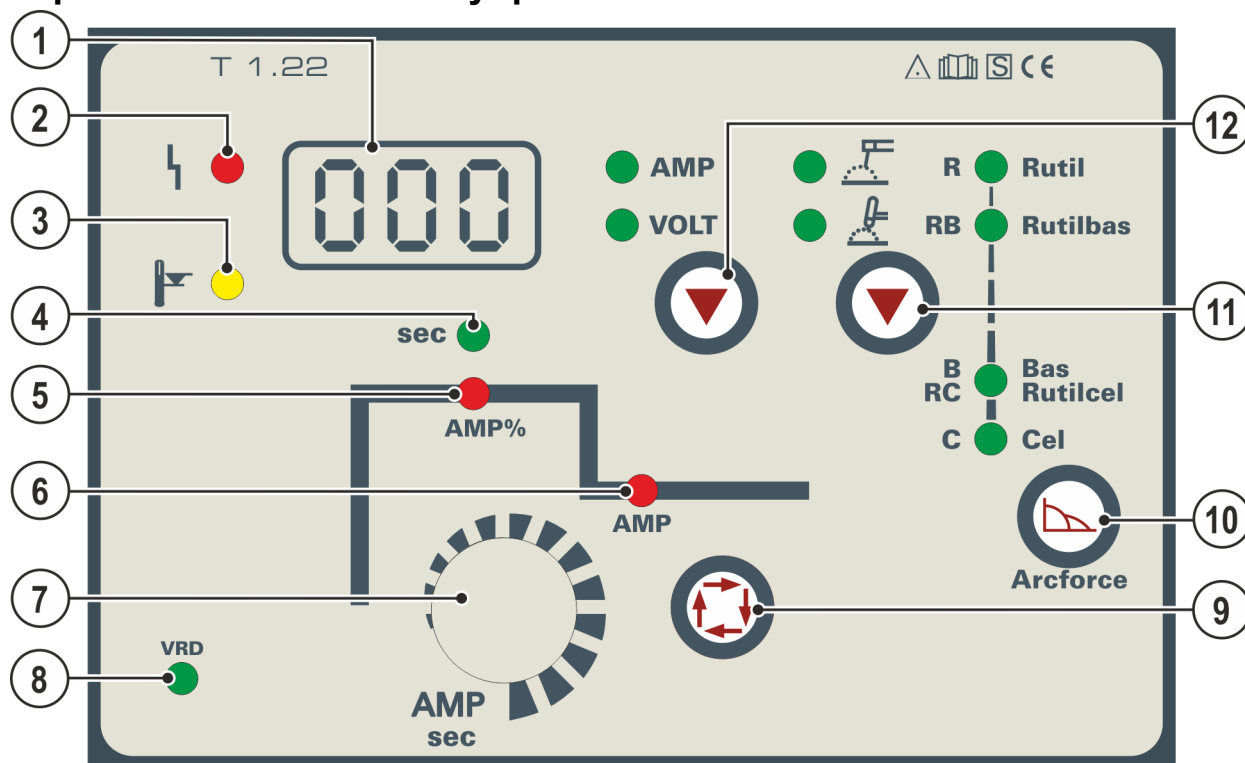 1
T 1.22
2
12
000
AMP
R Rutil
3
VOLT
RB Rutilbas
4
sec
11
5
B Bas
RC Rutilcel
AMP%
C Cel
6
AMP
10
Arcforce
7
9
VRD
8
AMP
sec
S CE